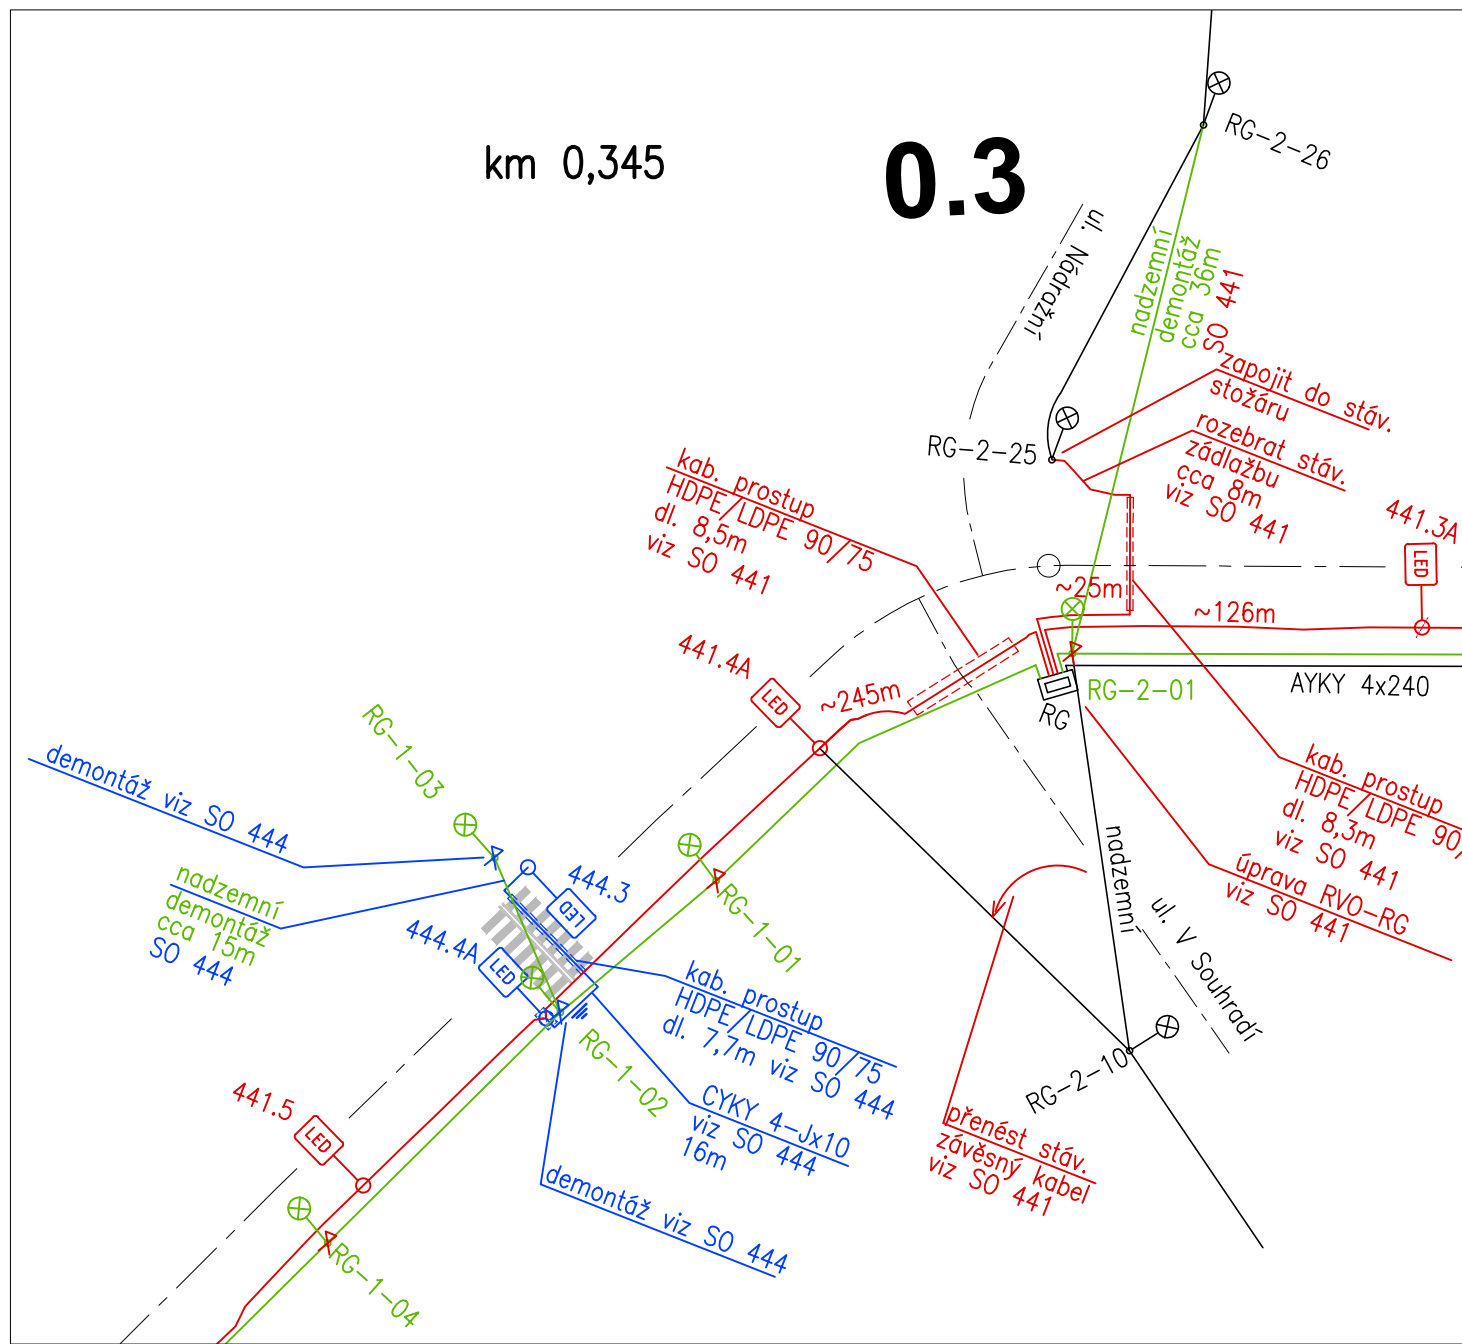 km 0,345
0.3
RG-2-26
ul. Nádražní
nadzemní
demontáž
cca 36m
SO 441
zapojit do stáv.
stožáru
RG-2-25
rozebrat stáv.
zádlažbu
cca 8m
viz SO 441
kab. prostup
HDPE/LDPE 90/75
dl. 8,5m
viz SO 441
441.3A
LED
~25m
~126m
441.4A
LED
~245m
RG-2-01
AYKY 4x240
RG
RG-1-03
demontáž viz SO 444
kab. prostup
HDPE/LDPE 90/
dl. 8,3m
viz SO 441
nadzemní
úprava RVO-RG
viz SO 441
nadzemní
demontáž
cca 15m
SO 444
444.3
LED
444.4A
LED
RG-1-01
ul. V Souhradí
kab. prostup
HDPE/LDPE 90/75
dl. 7,7m viz SO 444
RG-1-02
RG-2-10
CYKY 4-Jx10
viz SO 444
16m
441.5
LED
přenést stáv.
závěsný kabel
viz SO 441
demontáž viz SO 444
RG-1-04